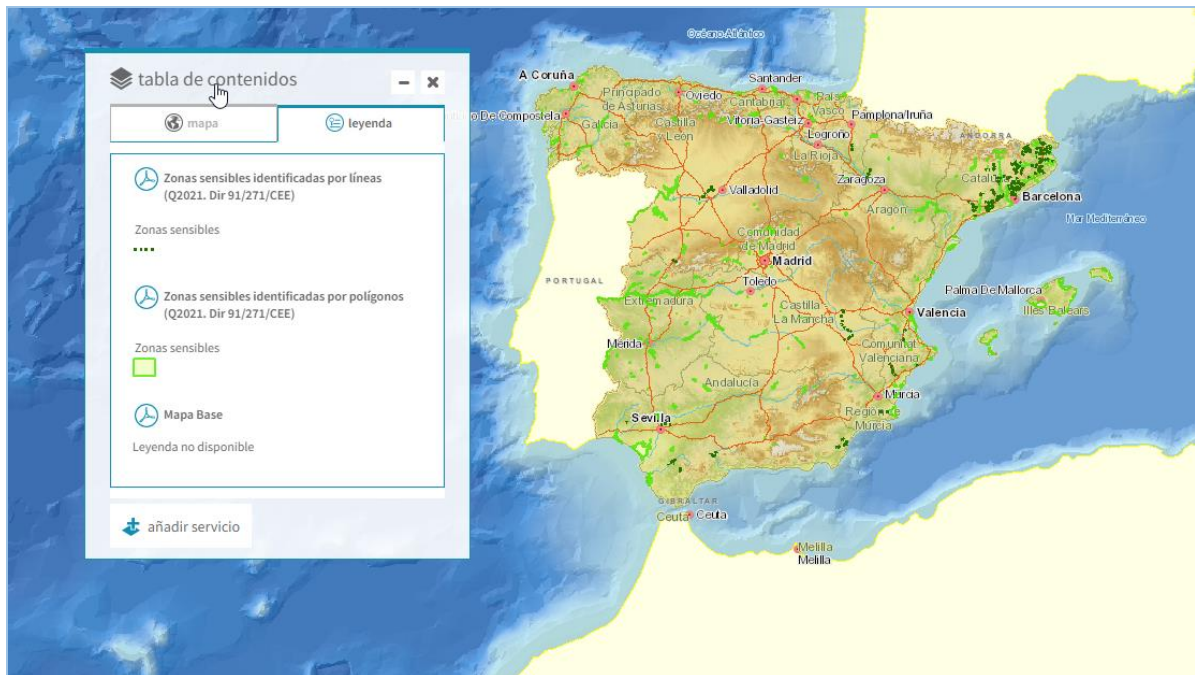 tabla de contenidos
mapa
leyenda
Zonas sensibles identificadas por líneas
(Q2021. Dir 91/271/CEE)
Zonas sensibles
Zonas sensibles identificadas por polígonos
(Q2021. Dir 91/271/CEE)
Zonas sensibles
Mapa Base
Leyenda no disponible
añadir servicio
Océano Atlántico
A Coruña
Santander
Principado
de Asturias
Oviedo
Cantabria
País
Vasco
De Compostela
Galicia
Castilla
y León
Vitoria-Gasteiz
Pamplona/Iruña
Logroño
La Rioja
ANDORRA
Valladolid
Zaragoza
Aragón
Barcelona
Mar Mediterráneo
Comunidad
de Madrid
Madrid
PORTUGAL
Toledo
Extremadura
Castilla
La Mancha
Palma De Mallorca
Illes Balears
Valencia
Mérida
Comunitat
Valenciana
Andalucía
Murcia
Sevilla
Murcia
GIBRALTAR
Ceuta
Ceuta
Melilla
Melilla